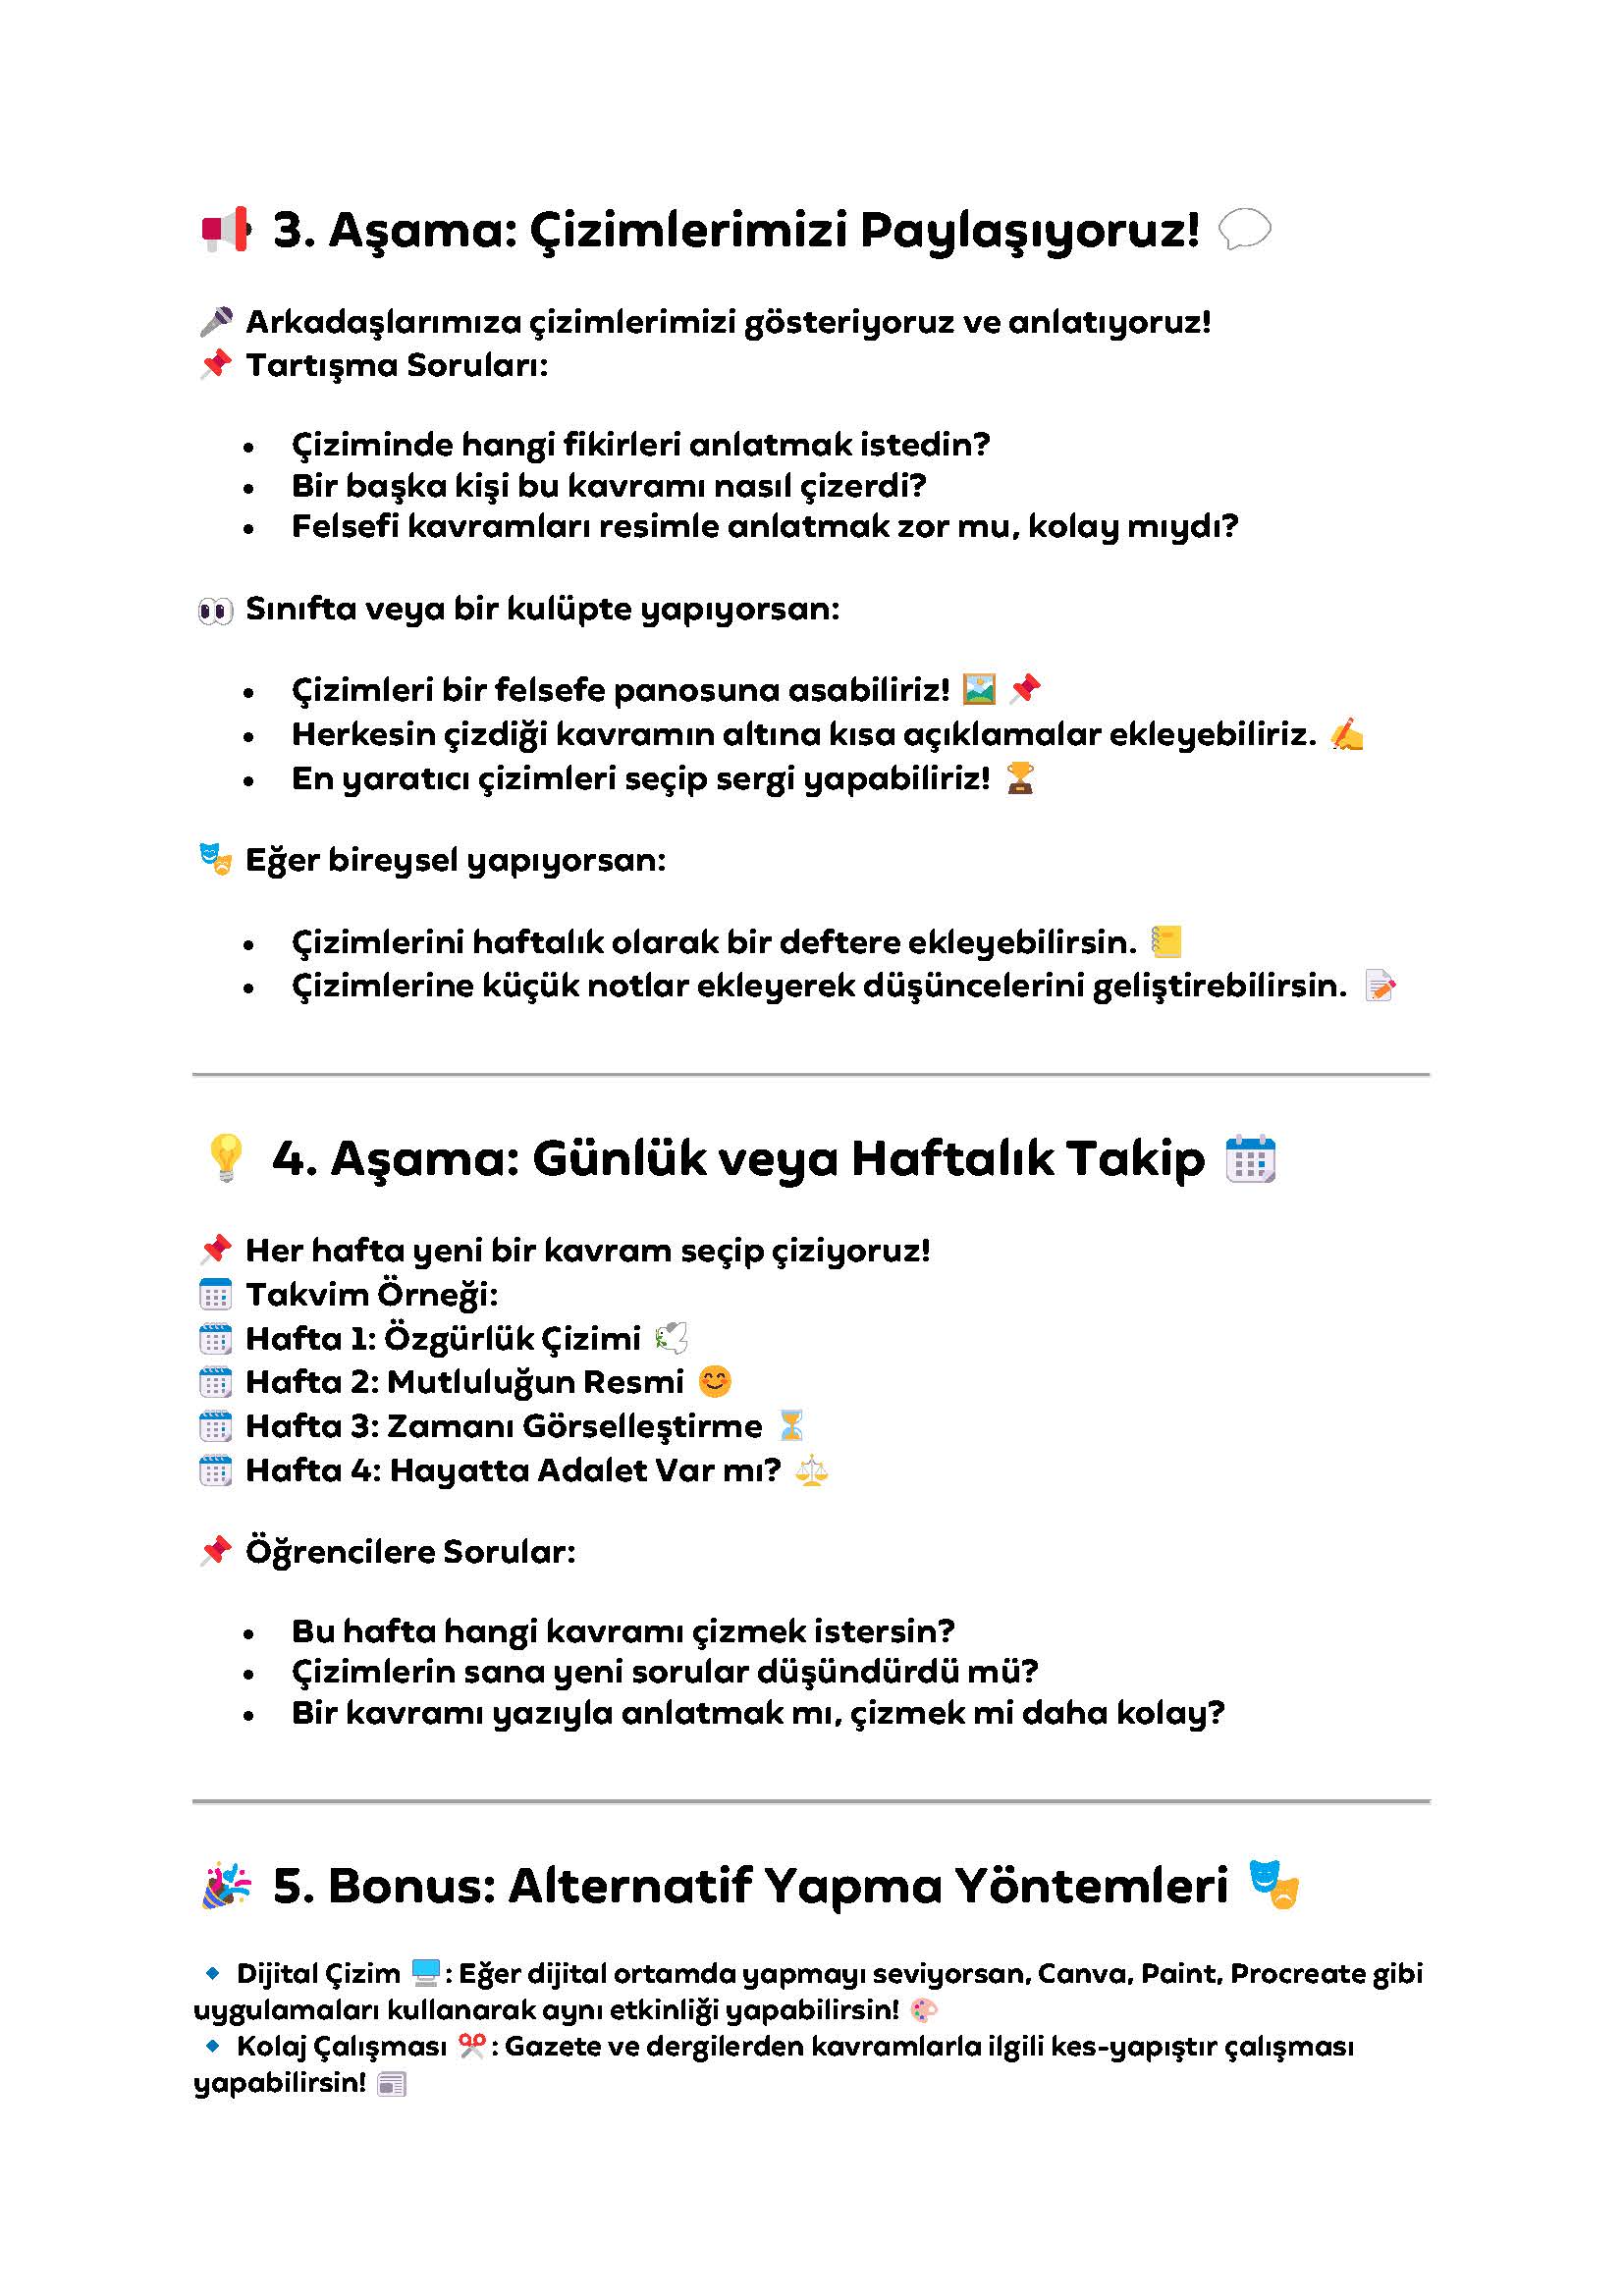 📢 3. Aşama: Çizimlerimizi Paylaşıyoruz! 💬
🎤 Arkadaşlarımıza çizimlerimizi gösteriyoruz ve anlatıyoruz!
📌 Tartışma Soruları:
• Çiziminde hangi fikirleri anlatmak istedin?
• Bir başka kişi bu kavramı nasıl çizerdi?
• Felsefi kavramları resimle anlatmak zor mu, kolay mıydı?
👀 Sınıfta veya bir kulüpte yapıyorsan:
• Çizimleri bir felsefe panosuna asabiliriz! 🖼️📌
• Herkesin çizdiği kavramın altına kısa açıklamalar ekleyebiliriz. ✍️
• En yaratıcı çizimleri seçip sergi yapabiliriz! 🏆
🎭 Eğer bireysel yapıyorsan:
• Çizimlerini haftalık olarak bir deftere ekleyebilirsin. 📒
• Çizimlerine küçük notlar ekleyerek düşüncelerini geliştirebilirsin. 📝
💡 4. Aşama: Günlük veya Haftalık Takip 📅
📌 Her hafta yeni bir kavram seçip çiziyoruz!
📅 Takvim Örneği:
🗓️ Hafta 1: Özgürlük Çizimi 🕊️
🗓️ Hafta 2: Mutluluğun Resmi 😊
🗓️ Hafta 3: Zamanı Görselleştirme ⏳
🗓️ Hafta 4: Hayatta Adalet Var mı? ⚖️
📌 Öğrencilere Sorular:
• Bu hafta hangi kavramı çizmek istersin?
• Çizimlerin sana yeni sorular düşündürdü mü?
• Bir kavramı yazıyla anlatmak mı, çizmek mi daha kolay?
🎉 5. Bonus: Alternatif Yapma Yöntemleri 🎭
🔹 Dijital Çizim 🖥️: Eğer dijital ortamda yapmayı seviyorsan, Canva, Paint, Procreate gibi
uygulamaları kullanarak aynı etkinliği yapabilirsin! 🎨
🔹 Kolaj Çalışması ✂️: Gazete ve dergilerden kavramlarla ilgili kes-yapıştır çalışması
yapabilirsin! 📰